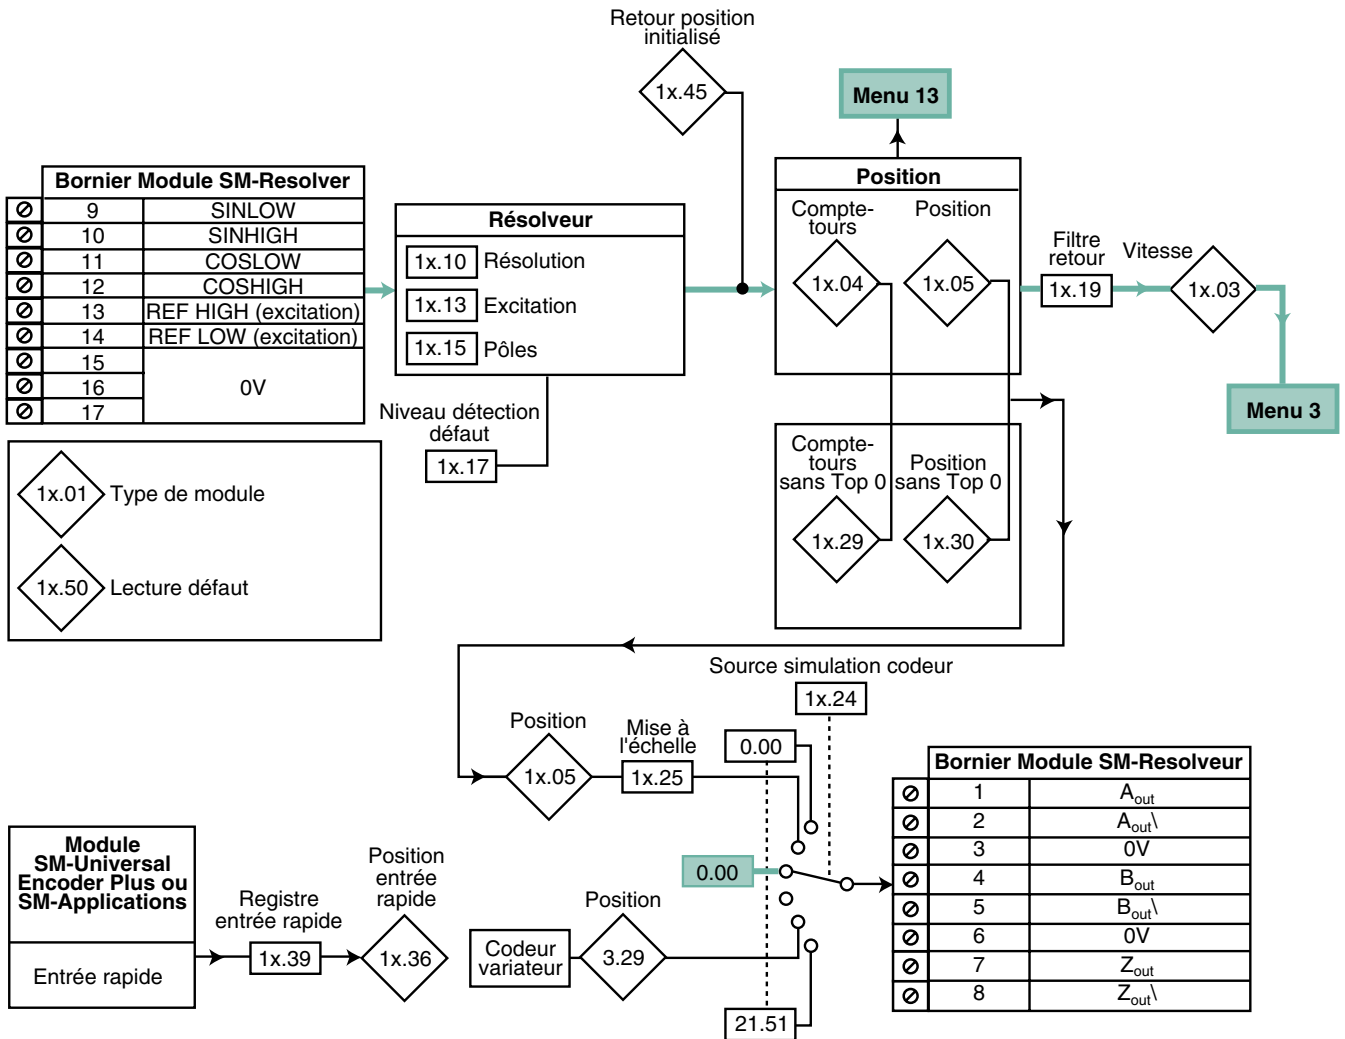 Retour position
initialisé
1x.45
Menu 13
Bornier Module SM-Resolver
9 SINLOW
10 SINHIGH
11 COSLOW
12 COSHIGH
13 REF HIGH (excitation)
14 REF LOW (excitation)
15
16 0V
17
Résolveur
1x.10 Résolution
1x.13 Excitation
1x.15 Pôles
Niveau détection
défaut
1x.17
Position
Compte-
tours
1x.04
Position
1x.05
Filtre
retour
1x.19
Vitesse
1x.03
Menu 3
Compte-
tours
sans Top 0
1x.29
Position
sans Top 0
1x.30
1x.01 Type de module
1x.50 Lecture défaut
Source simulation codeur
1x.24
Position
1x.05
Mise à
l'échelle
1x.25
0.00
0.00
Module
SM-Universal
Encoder Plus ou
SM-Applications
Entrée rapide
Registre
entrée rapide
1x.39
Position
entrée
rapide
1x.36
Codeur
variateur
Position
3.29
21.51
Bornier Module SM-Resolveur
1 Aout
2 Aout\
3 0V
4 Bout
5 Bout\
6 0V
7 Zout
8 Zout\